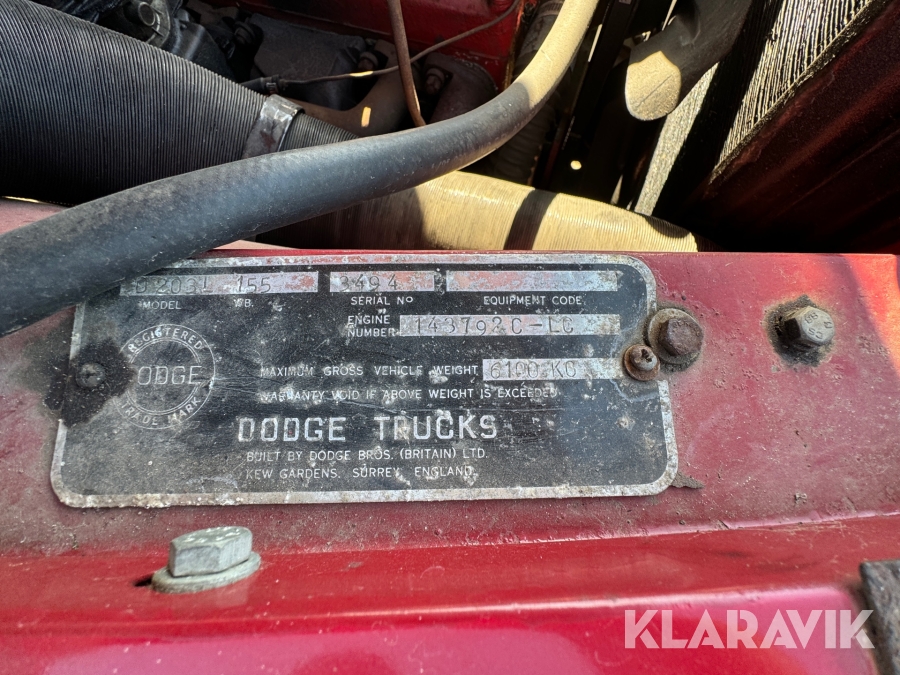 155 3494
MODEL W.B. SERIAL Nº EQUIPMENT CODE
ENGINE NUMBER 143792C-LC
REGISTERED
DODGE
TRADE MARK
MAXIMUM GROSS VEHICLE WEIGHT 6100 KG
WARRANTY VOID IF ABOVE WEIGHT IS EXCEEDED
DODGE TRUCKS
BUILT BY DODGE BROS. (BRITAIN) LTD.
KEW GARDENS, SURREY, ENGLAND
KLARAVIK